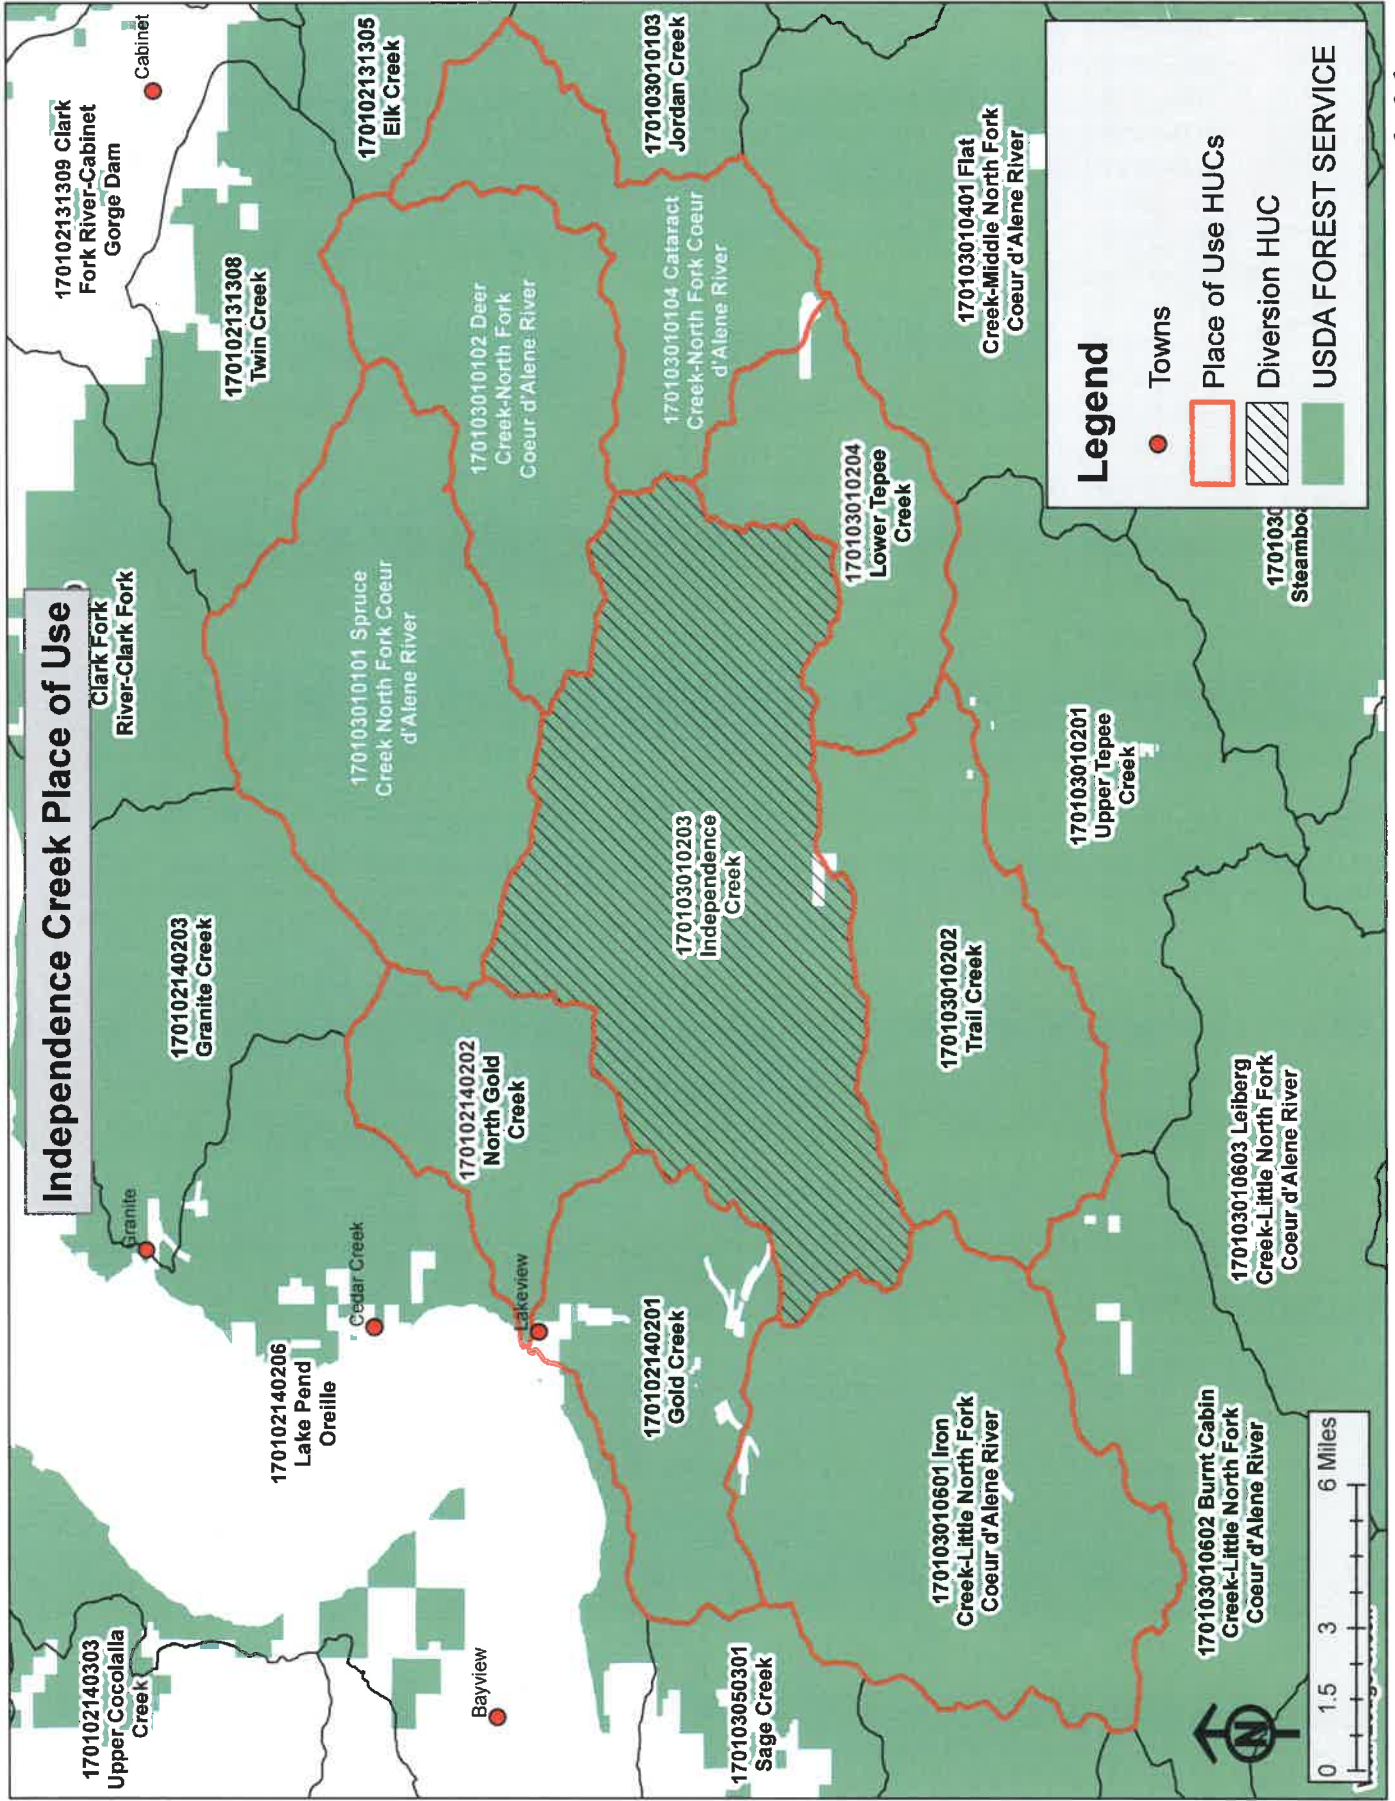 Independence Creek Place of Use
170102140303
Upper Cocolalla
Creek
Bayview
170102140206
Lake Pend
Oreille
Granite
Cedar Creek
Lakeview
170102140203
Granite Creek
Clark Fork
River-Clark Fork
170102131309 Clark
Fork River-Cabinet
Gorge Dam
Cabinet
170102131308
Twin Creek
170102131305
Elk Creek
170102140202
North Gold
Creek
170103010101 Spruce
Creek North Fork Coeur
d'Alene River
170103010102 Deer
Creek-North Fork
Coeur d'Alene River
170103010103
Jordan Creek
170103010104 Cataract
Creek-North Fork Coeur
d'Alene River
170102140201
Gold Creek
170103010203
Independence
Creek
170103050301
Sage Creek
170103010204
Lower Tepee
Creek
170103010601 Iron
Creek-Little North Fork
Coeur d'Alene River
170103010202
Trail Creek
170103010401 Flat
Creek-Middle North Fork
Coeur d'Alene River
170103010201
Upper Tepee
Creek
170103010602 Burnt Cabin
Creek-Little North Fork
Coeur d'Alene River
170103010603 Leiberg
Creek-Little North Fork
Coeur d'Alene River
1701030
Steamboa
Legend
Towns
Place of Use HUCs
Diversion HUC
USDA FOREST SERVICE
N
0 1.5 3 6 Miles